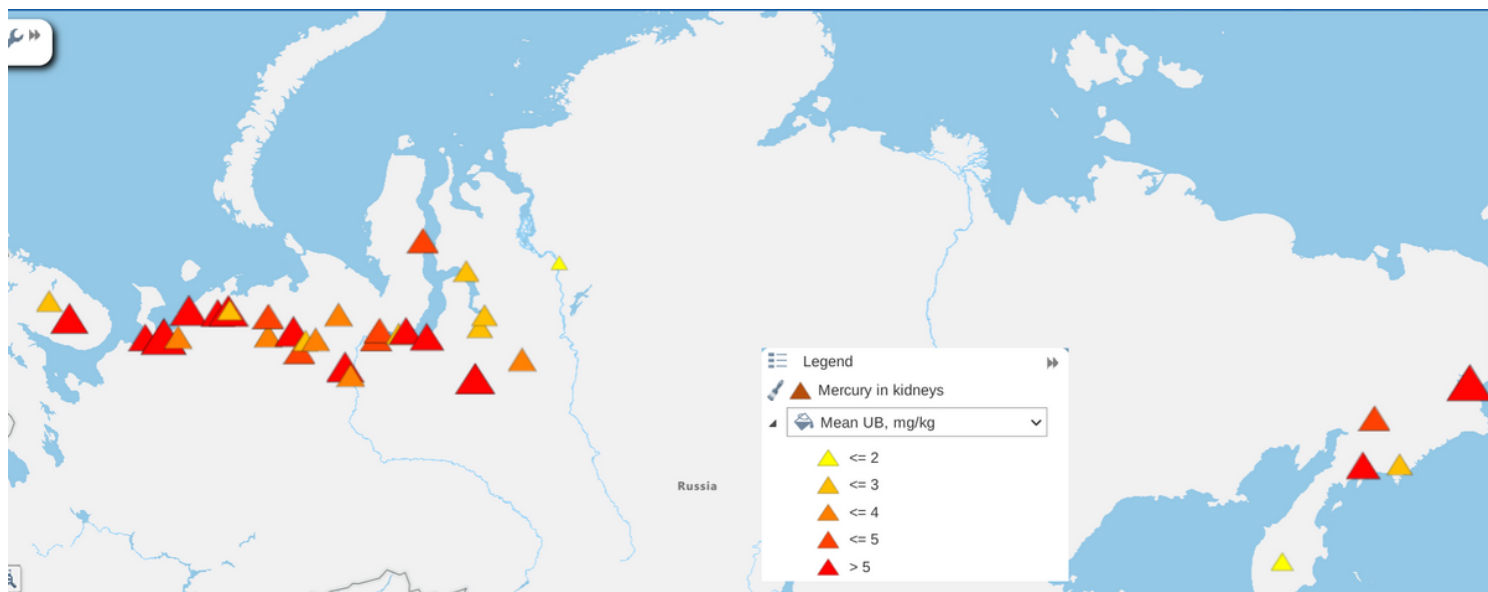 Legend
Mercury in kidneys
Mean UB, mg/kg
<= 2
<= 3
Russia
<= 4
<= 5
> 5